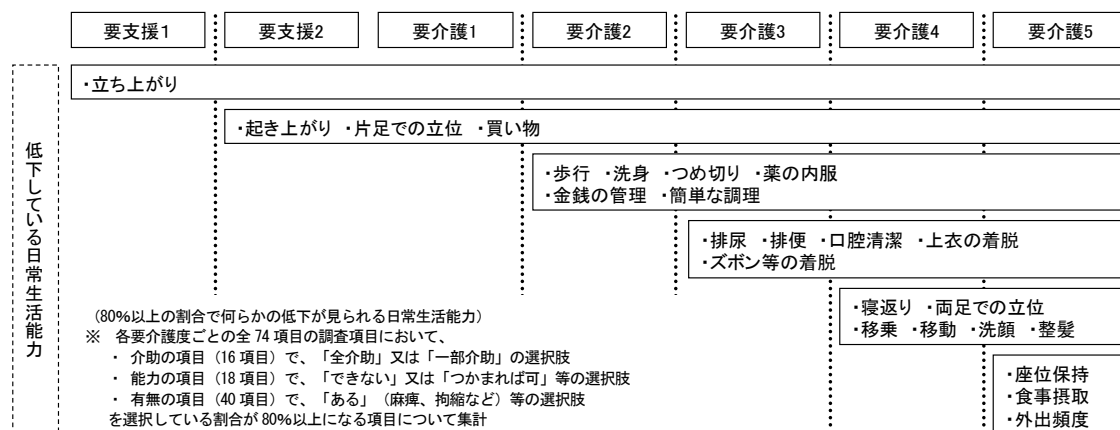 要支援1
要支援2
要介護1
要介護2
要介護3
要介護4
要介護5
低下している日常生活能力
・立ち上がり
・起き上がり ・片足での立位 ・買い物
・歩行 ・洗身 ・つめ切り ・薬の内服
・金銭の管理 ・簡単な調理
・排尿 ・排便 ・口腔清潔 ・上衣の着脱
・ズボン等の着脱
・寝返り ・両足での立位
・移乗 ・移動 ・洗顔 ・整髪
・座位保持
・食事摂取
・外出頻度
(80%以上の割合で何らかの低下が見られる日常生活能力)
※ 各要介護度ごとの全74項目の調査項目において、
・ 介助の項目(16項目)で、「全介助」又は「一部介助」の選択肢
・ 能力の項目(18項目)で、「できない」又は「つかまれば可」等の選択肢
・ 有無の項目(40項目)で、「ある」(麻痺、拘縮など)等の選択肢
を選択している割合が80%以上になる項目について集計